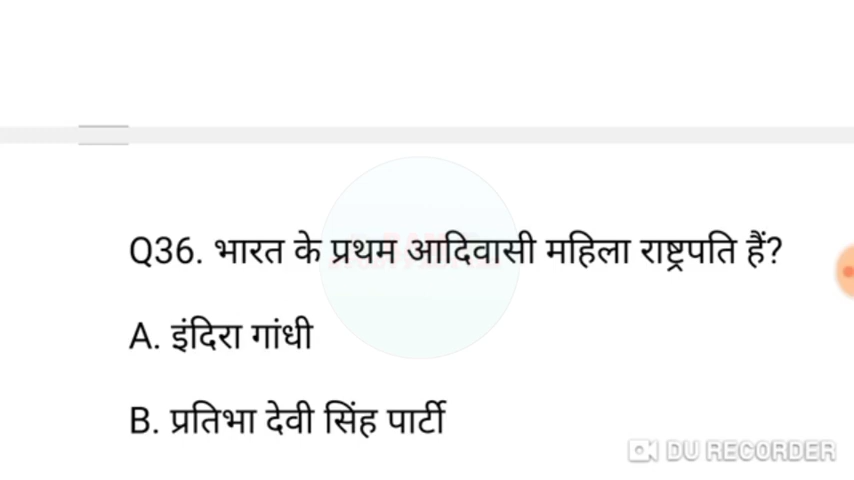 Q36. भारत के प्रथम आदिवासी महिला राष्ट्रपति हैं?
A. इंदिरा गांधी
B. प्रतिभा देवी सिंह पार्टी
DU RECORDER